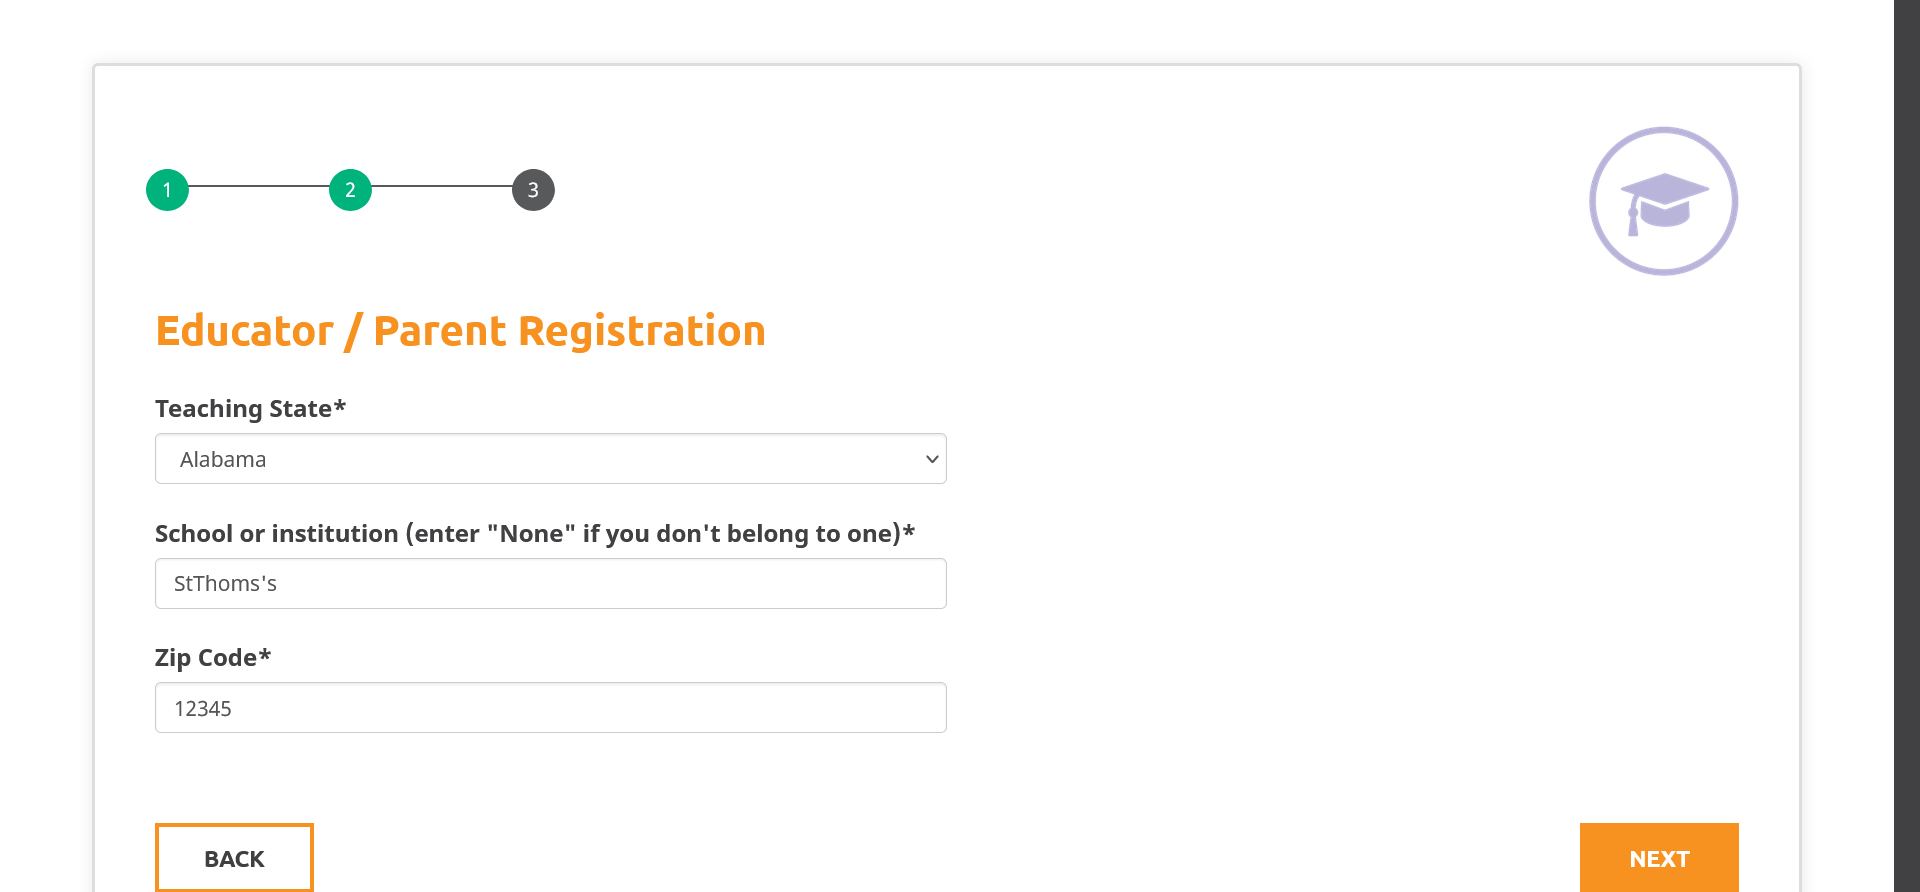 1 2 3
Educator / Parent Registration
Teaching State*
Alabama
School or institution (enter "None" if you don't belong to one)*
StThoms's
Zip Code*
12345
BACK NEXT